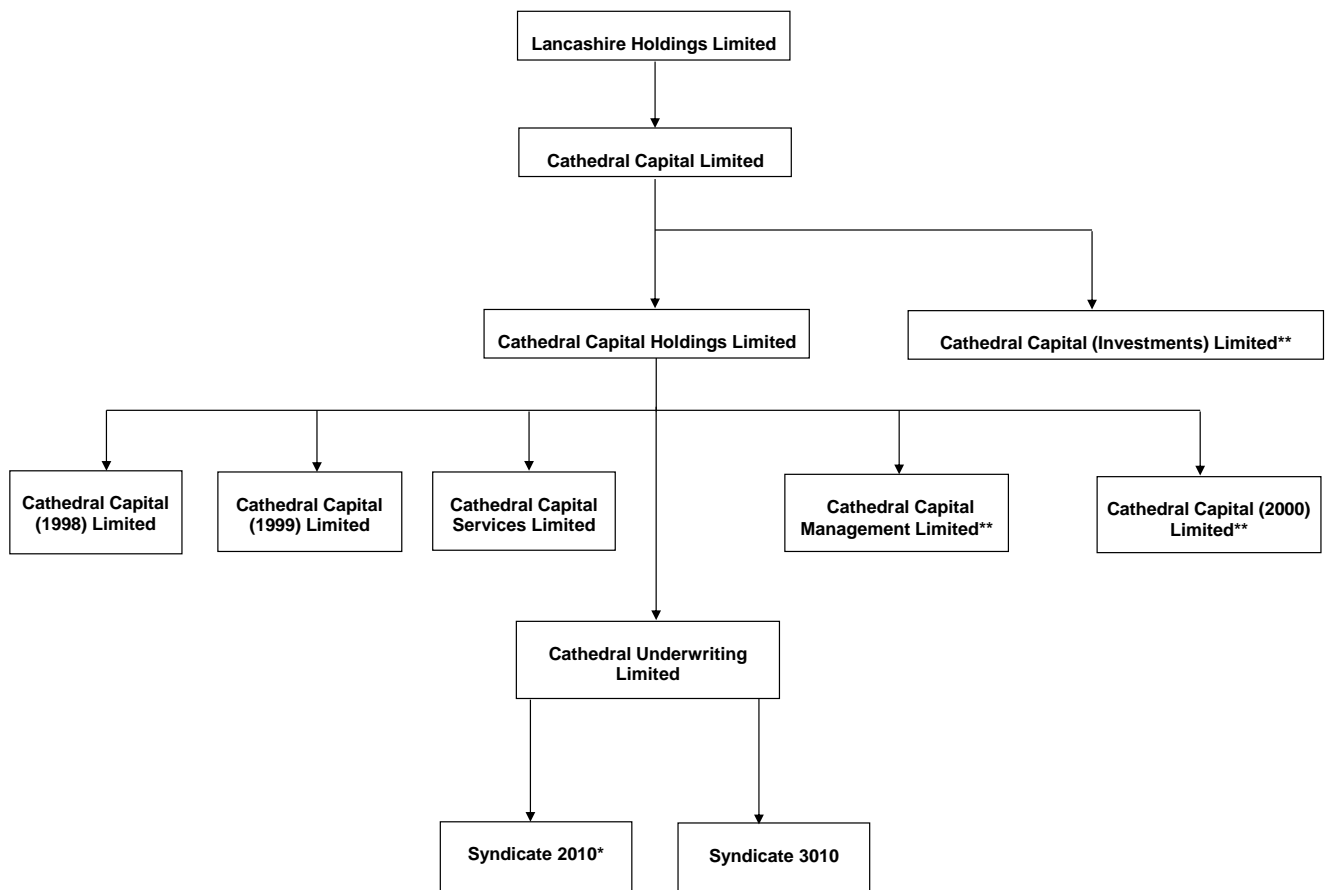 Lancashire Holdings Limited
Cathedral Capital Limited
Cathedral Capital Holdings Limited
Cathedral Capital (Investments) Limited**
Cathedral Capital
(1998) Limited
Cathedral Capital
(1999) Limited
Cathedral Capital
Services Limited
Cathedral Capital
Management Limited**
Cathedral Capital (2000)
Limited**
Cathedral Underwriting
Limited
Syndicate 2010*
Syndicate 3010